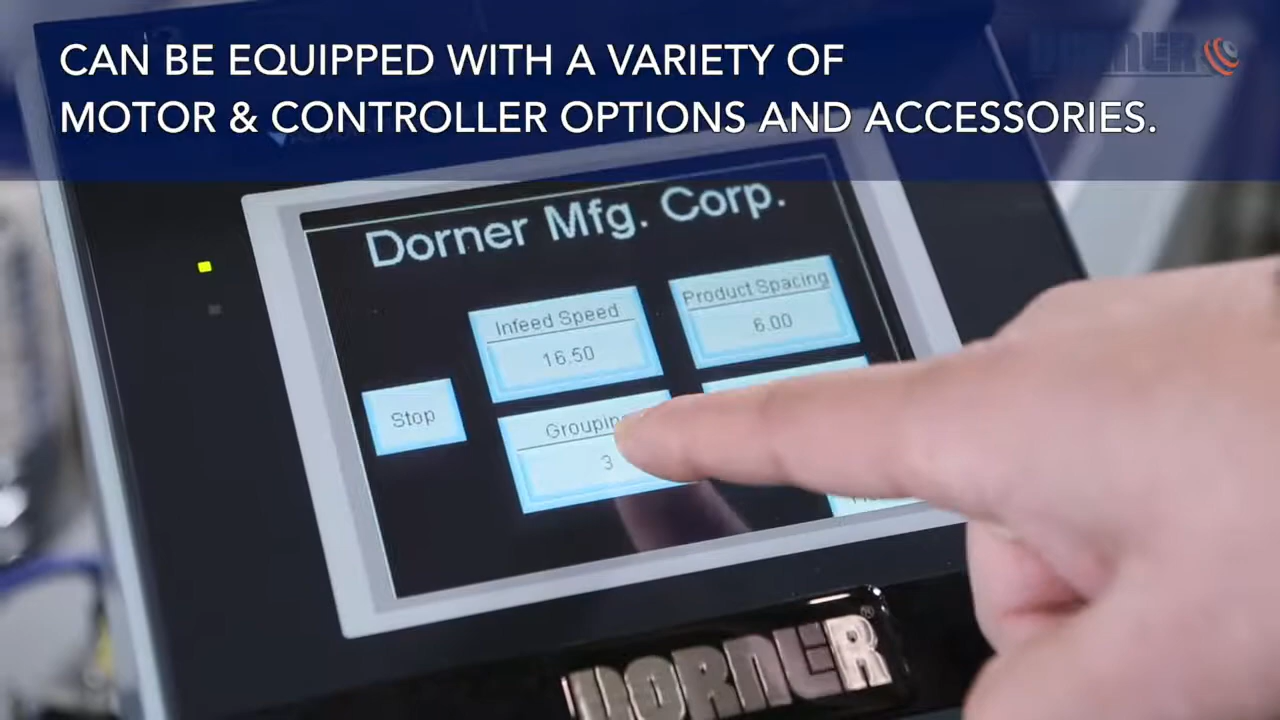 CAN BE EQUIPPED WITH A VARIETY OF
MOTOR & CONTROLLER OPTIONS AND ACCESSORIES.
DORNER
Dorner Mfg. Corp.
Infeed Speed
16.50
Product Spacing
6.00
Stop
Grouping
3
DORNER®